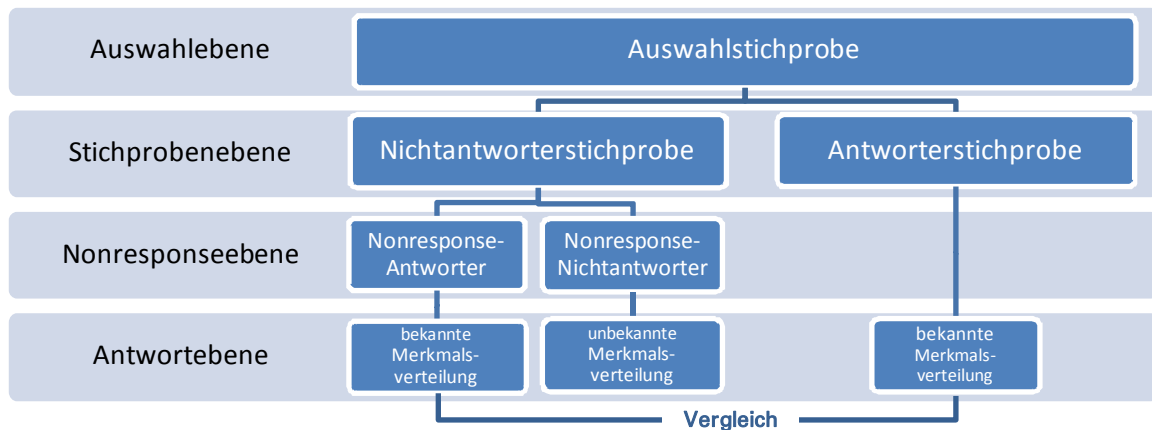 Auswahlebene
Auswahlstichprobe
Stichprobenebene
Nichtantworterstichprobe
Antworterstichprobe
Nonresponseebene
Nonresponse-
Antworter
Nonresponse-
Nichtantworter
Antwortebene
bekannte
Merkmals-
verteilung
unbekannte
Merkmals-
verteilung
bekannte
Merkmals-
verteilung
Vergleich